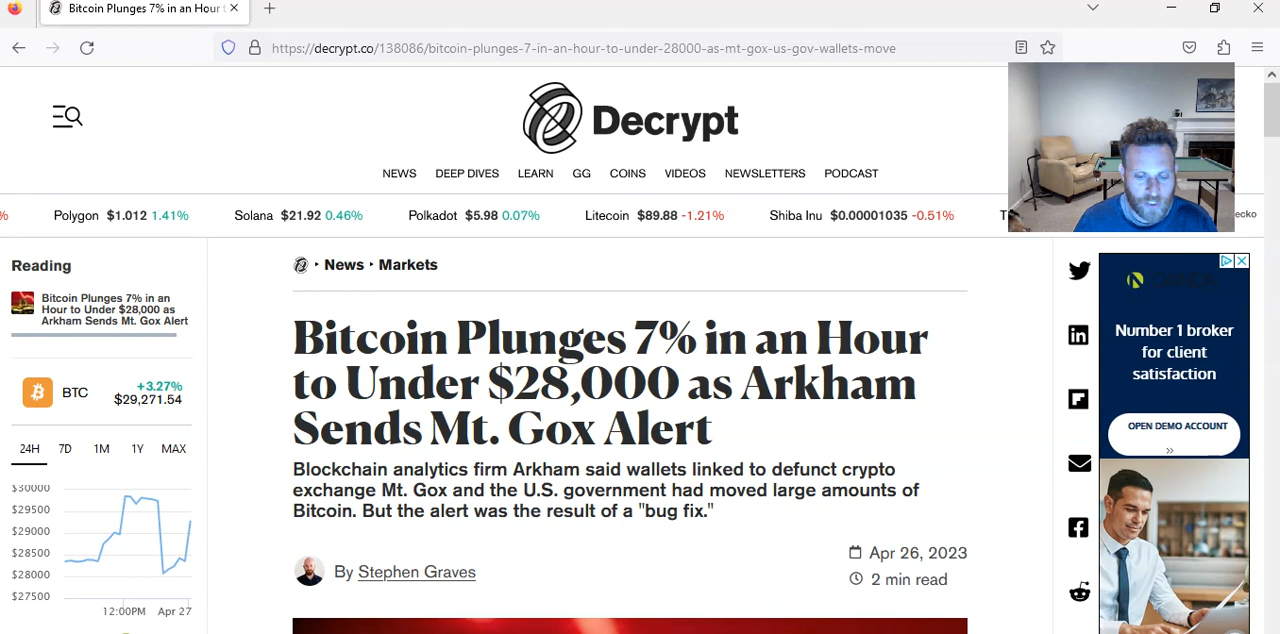 Bitcoin Plunges 7% in an Hour t
https://decrypt.co/138086/bitcoin-plunges-7-in-an-hour-to-under-28000-as-mt-gox-us-gov-wallets-move
Decrypt
NEWS DEEP DIVES LEARN GG COINS VIDEOS NEWSLETTERS PODCAST
% Polygon $1.012 1.41% Solana $21.92 0.46% Polkadot $5.98 0.07% Litecoin $89.88 -1.21% Shiba Inu $0.00001035 -0.51% T ecko
Reading
Bitcoin Plunges 7% in an
Hour to Under $28,000 as
Arkham Sends Mt. Gox Alert
BTC
+3.27%
$29,271.54
24H 7D 1M 1Y MAX
$30000
$29500
$29000
$28500
$28000
$27500
12:00PM Apr 27
News Markets
Bitcoin Plunges 7% in an Hour
to Under $28,000 as Arkham
Sends Mt. Gox Alert
Blockchain analytics firm Arkham said wallets linked to defunct crypto
exchange Mt. Gox and the U.S. government had moved large amounts of
Bitcoin. But the alert was the result of a "bug fix."
By Stephen Graves
Apr 26, 2023
2 min read
Number 1 broker
for client
satisfaction
OPEN DEMO ACCOUNT
»